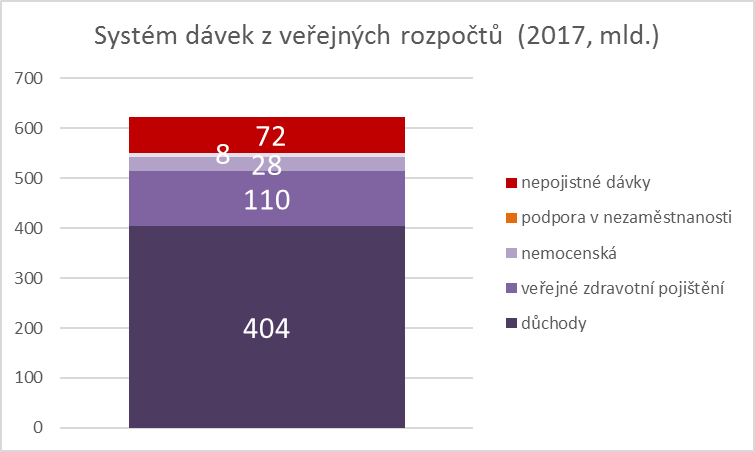 Systém dávek z veřejných rozpočtů (2017, mld.)
700
600
500
400
300
200
100
0
72
8
28
110
404
nepojistné dávky
podpora v nezaměstnanosti
nemocenská
veřejné zdravotní pojištění
důchody